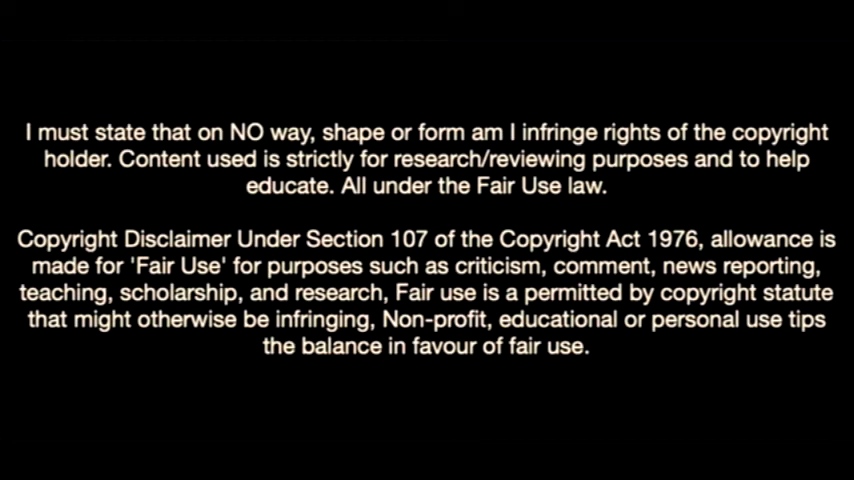 I must state that on NO way, shape or form am I infringe rights of the copyright
holder. Content used is strictly for research/reviewing purposes and to help
educate. All under the Fair Use law.
Copyright Disclaimer Under Section 107 of the Copyright Act 1976, allowance is
made for 'Fair Use' for purposes such as criticism, comment, news reporting,
teaching, scholarship, and research, Fair use is a permitted by copyright statute
that might otherwise be infringing, Non-profit, educational or personal use tips
the balance in favour of fair use.